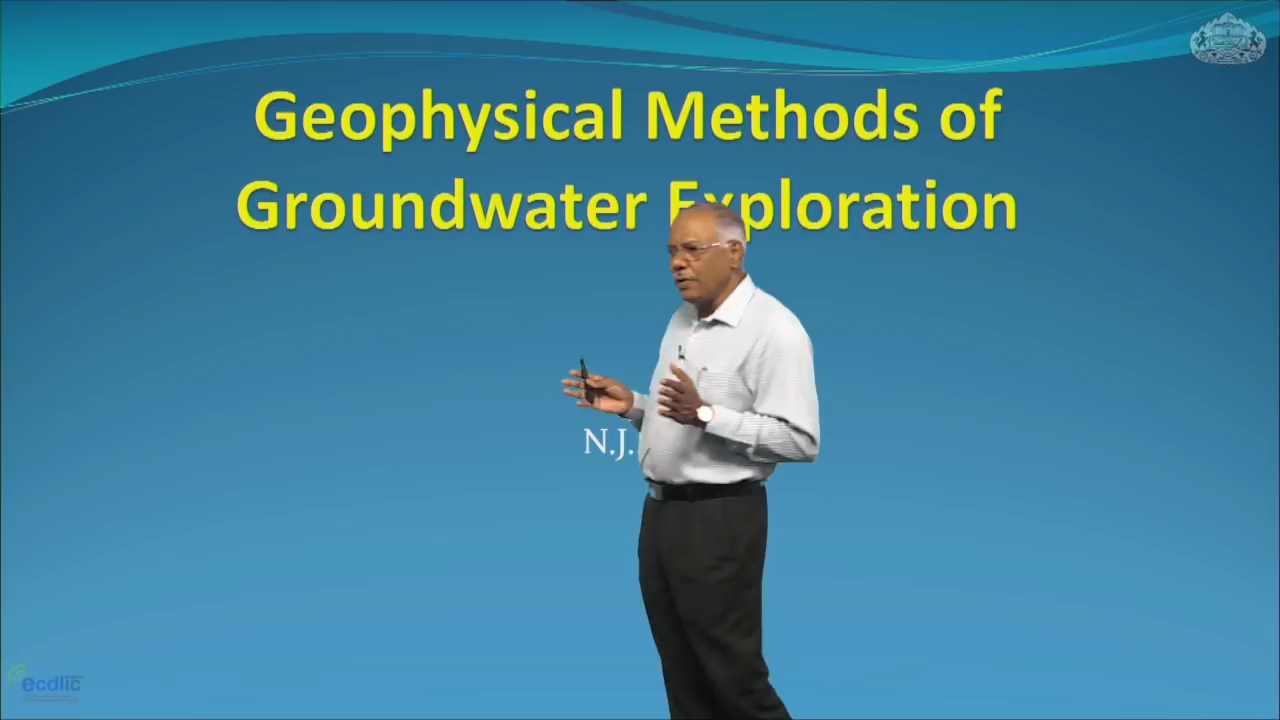 Geophysical Methods of
Groundwater Exploration
N.J.
ecdlic